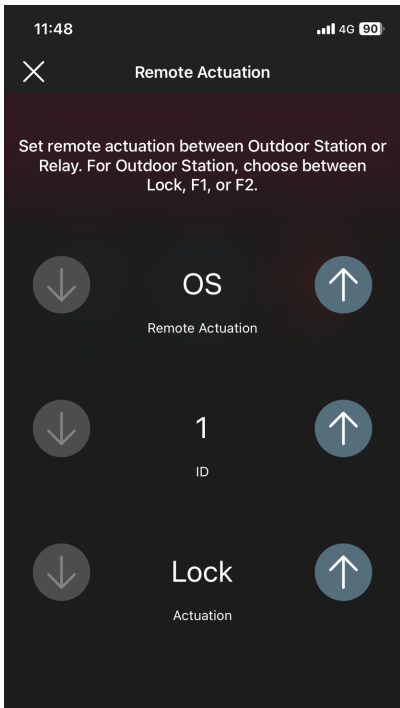 11:48
4G 90
Remote Actuation
Set remote actuation between Outdoor Station or
Relay. For Outdoor Station, choose between
Lock, F1, or F2.
OS
Remote Actuation
1
ID
Lock
Actuation